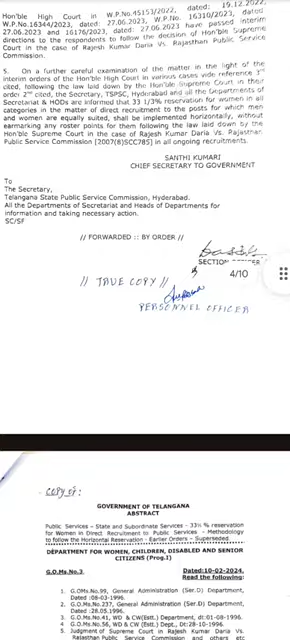 Hon'ble High Court in W.P.No.45153/2022, dated 19.12.2022,
W.P.No.16344/2023, dated 27.06.2023, W.P.No. 16310/2023, dated
27.06.2023 and 16176/2023, dated: 27.06.2023 have passed interim
directions to the respondents to follow the decision of Hon'ble Supreme
Court in the case of Rajesh Kumar Daria Vs. Rajasthan Public Service
Commission.
5. On a further careful examination of the matter in the light of the
interim orders of the Hon'ble High Court in various cases vide reference 3rd
cited, following the law laid down by the Hon'ble Supreme Court in their
order 2nd cited, the Secretary, TSPSC, Hyderabad and all the Departments of
Secretariat & HODs are informed that 33 1/3% reservation for women in all
categories in the matter of direct recruitment to the posts for which men
and women are equally suited, shall be implemented horizontally, without
earmarking any roster points for them following the law laid down by the
Hon'ble Supreme Court in the case of Rajesh Kumar Daria Vs. Rajasthan
Public Service Commission [2007(8)SCC785] in all ongoing recruitments.
SANTHI KUMARI
CHIEF SECRETARY TO GOVERNMENT
To
The Secretary,
Telangana State Public Service Commission, Hyderabad.
All the Departments of Secretariat and Heads of Departments for
information and taking necessary action.
SC/SF
// FORWARDED :: BY ORDER //
SECTION
4/10
// TRUE COPY //
PERSONNEL OFFICER
COPY OF:
GOVERNMENT OF TELANGANA
ABSTRACT
Public Services – State and Subordinate Services - 33⅓ % reservation
for Women in Direct Recruitment to Public Services – Methodology
to follow the Horizontal Reservation - Earlier Orders – Superseded.
DEPARTMENT FOR WOMEN, CHILDREN, DISABLED AND SENIOR
CITIZENS (Prog.I)
G.O.Ms.No.3 Dated:10-02-2024.
Read the following:
1. G.OMs.No.99, General Administration (Ser.D) Department,
Dated :08-03-1996.
2. G.O.Ms.No.237, General Administration (Ser.D) Department,
Dated :28.05.1996.
3. G.O.Ms.No.41, WD & CW(Estt.) Department, dt:01-08-1996.
4. G.O.Ms.No.56, WD & CW (Estt.) Dept., Dt:28-10-1996.
5. Judgment of Supreme Court in Rajesh Kumar Daria Vs.
Rajasthan Public Service Commission and others etc